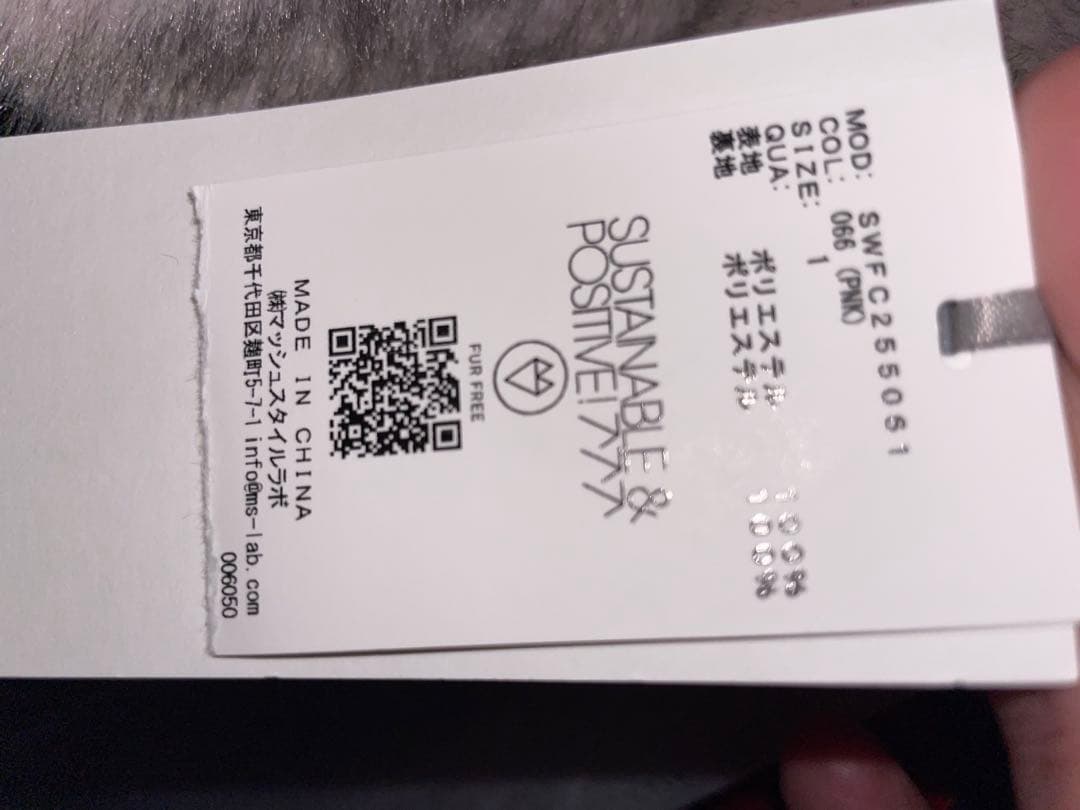 MOD: SWFC255051
COL: 066 (PNK)
SIZE: 1
QUA:
表地 ポリエステル 100%
裏地 ポリエステル 100%
SUSTAINABLE &
POSITIVE!
FUR FREE
MADE IN CHINA
㈱マッシュスタイルラボ
東京都千代田区麹町5-7-1 info@ms-lab.com
006050